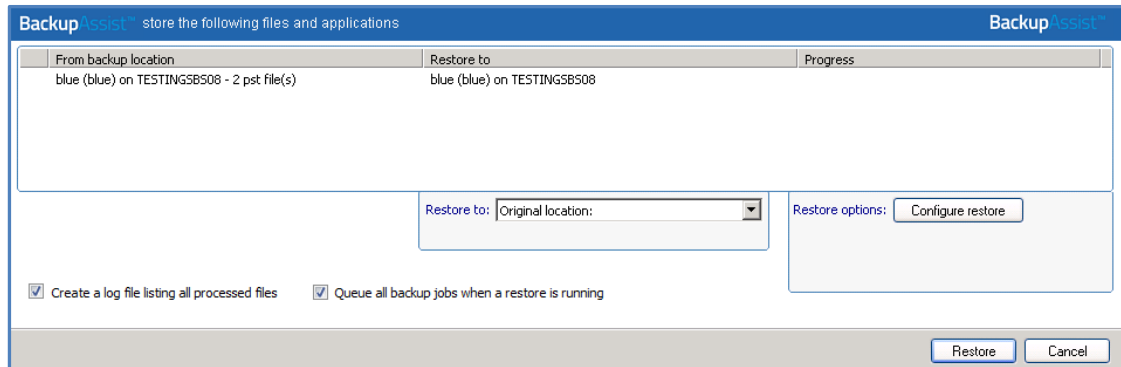 BackupAssist™ store the following files and applications BackupAssist™
From backup location Restore to Progress
blue (blue) on TESTINGSBS08 - 2 pst file(s) blue (blue) on TESTINGSBS08
Restore to: Original location: Restore options: Configure restore
Create a log file listing all processed files Queue all backup jobs when a restore is running
Restore Cancel